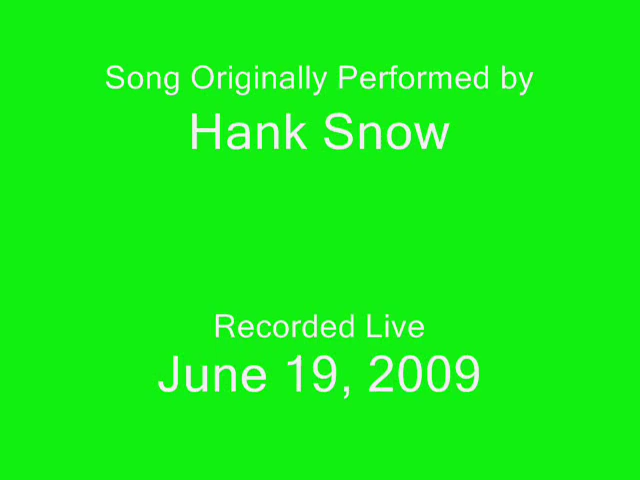 Song Originally Performed by
Hank Snow
Recorded Live
June 19, 2009